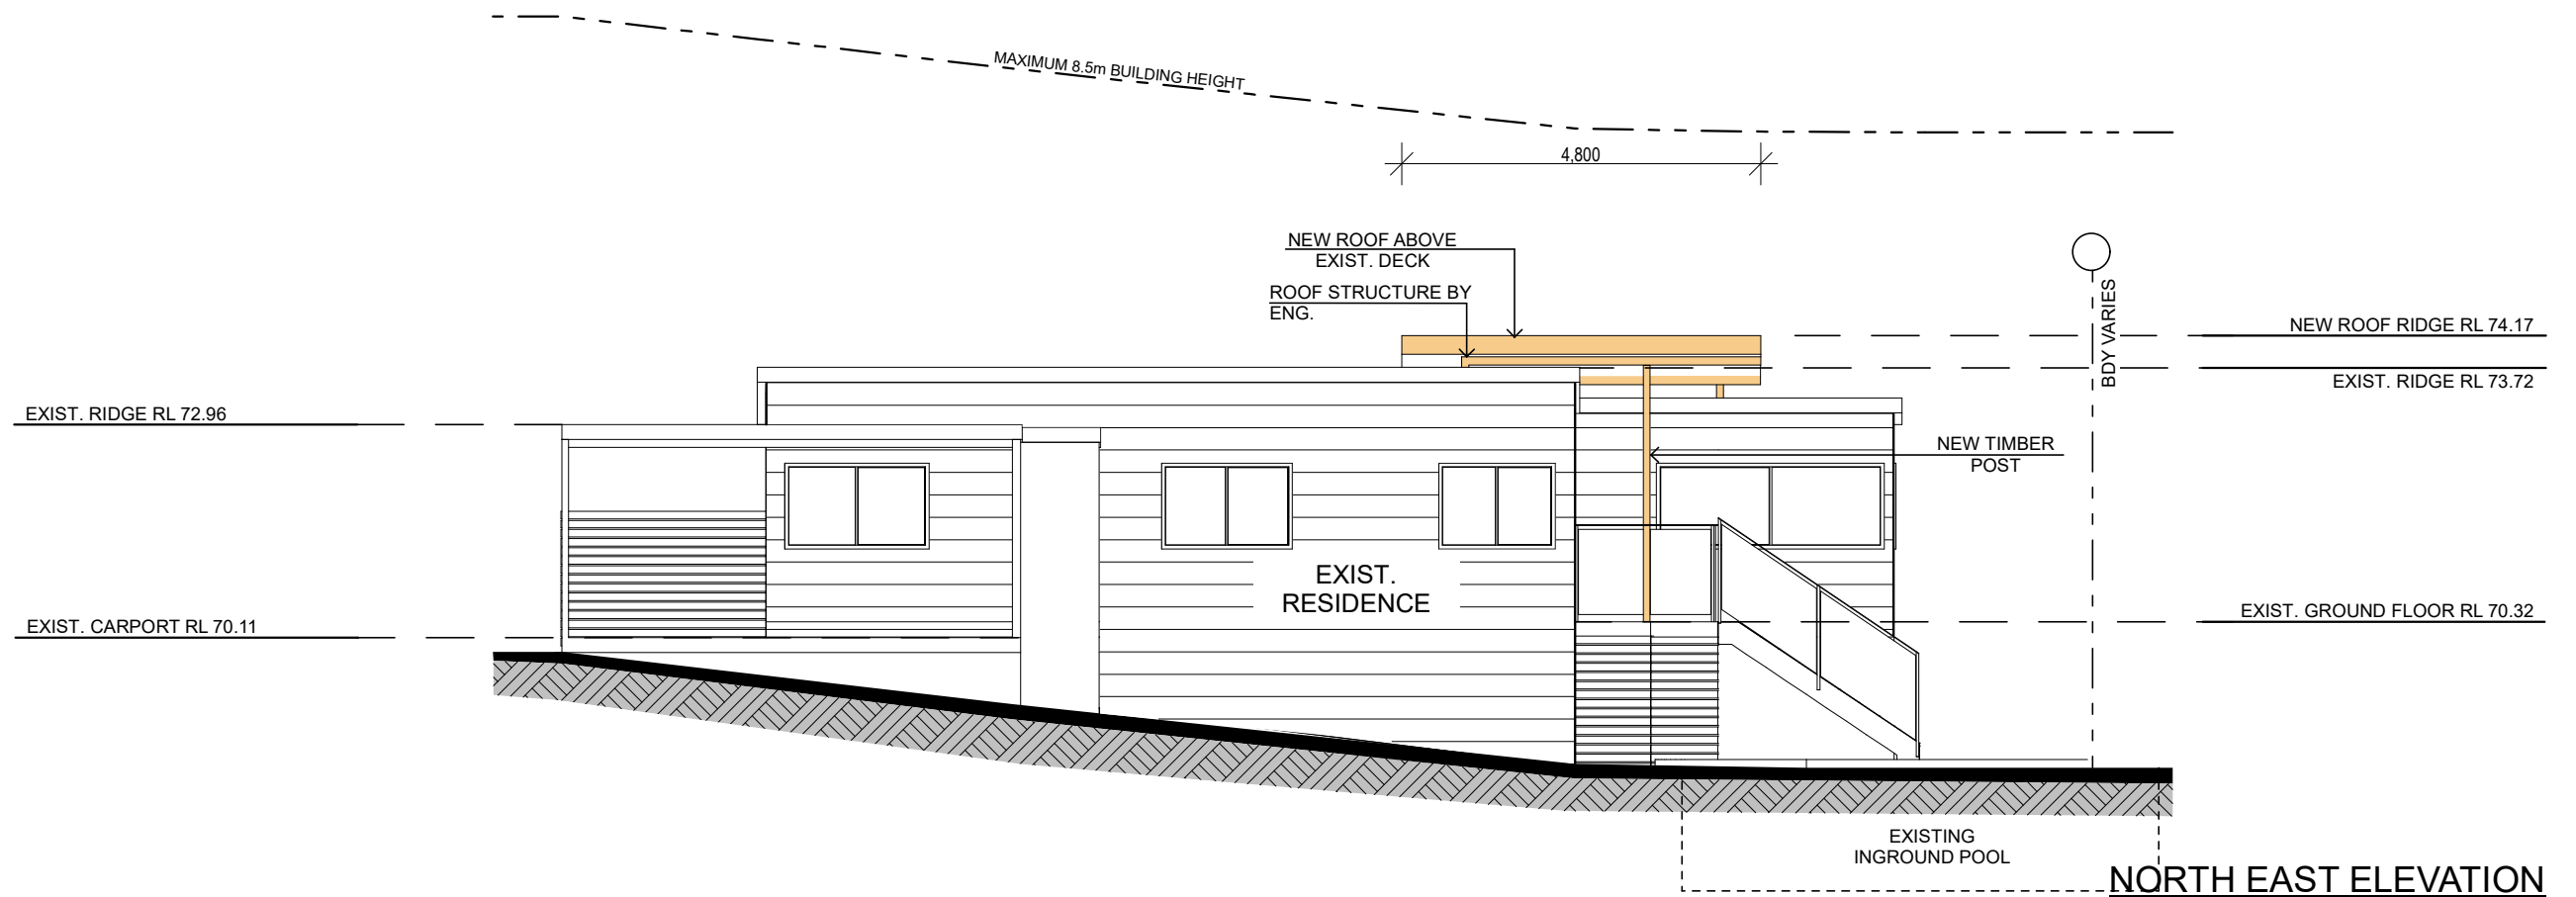 MAXIMUM 8.5m BUILDING HEIGHT
4,800
NEW ROOF ABOVE
EXIST. DECK
ROOF STRUCTURE BY
ENG.
BDY VARIES
NEW ROOF RIDGE RL 74.17
EXIST. RIDGE RL 73.72
EXIST. RIDGE RL 72.96
NEW TIMBER
POST
EXIST.
RESIDENCE
EXIST. GROUND FLOOR RL 70.32
EXIST. CARPORT RL 70.11
EXISTING
INGROUND POOL
NORTH EAST ELEVATION